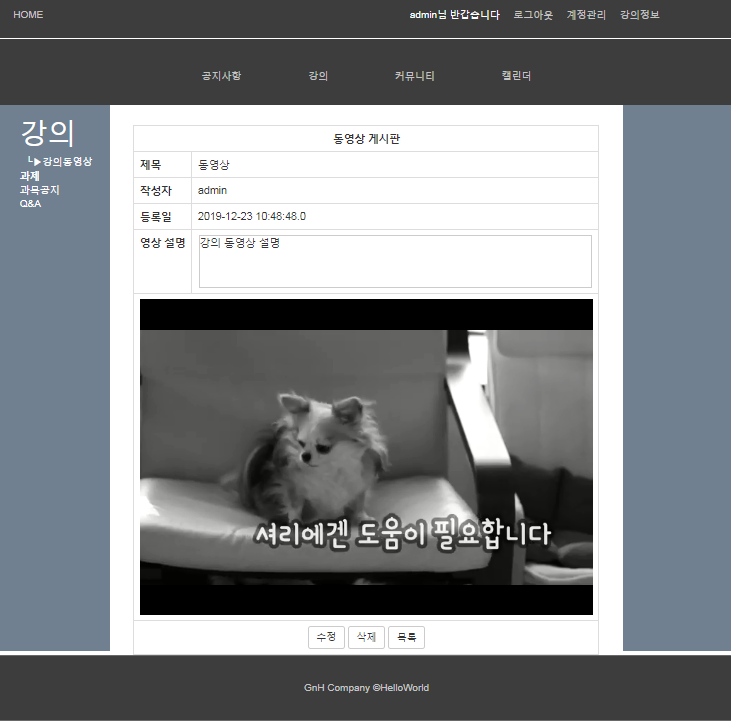 HOME admin님 반갑습니다 로그아웃 계정관리 강의정보
공지사항 강의 커뮤니티 캘린더
강의
┗▶강의동영상
과제
과목공지
Q&A
동영상 게시판
제목 동영상
작성자 admin
등록일 2019-12-23 10:48:48.0
영상 설명 강의 동영상 설명
셔리에겐 도움이 필요합니다
수정 삭제 목록
GnH Company ©HelloWorld